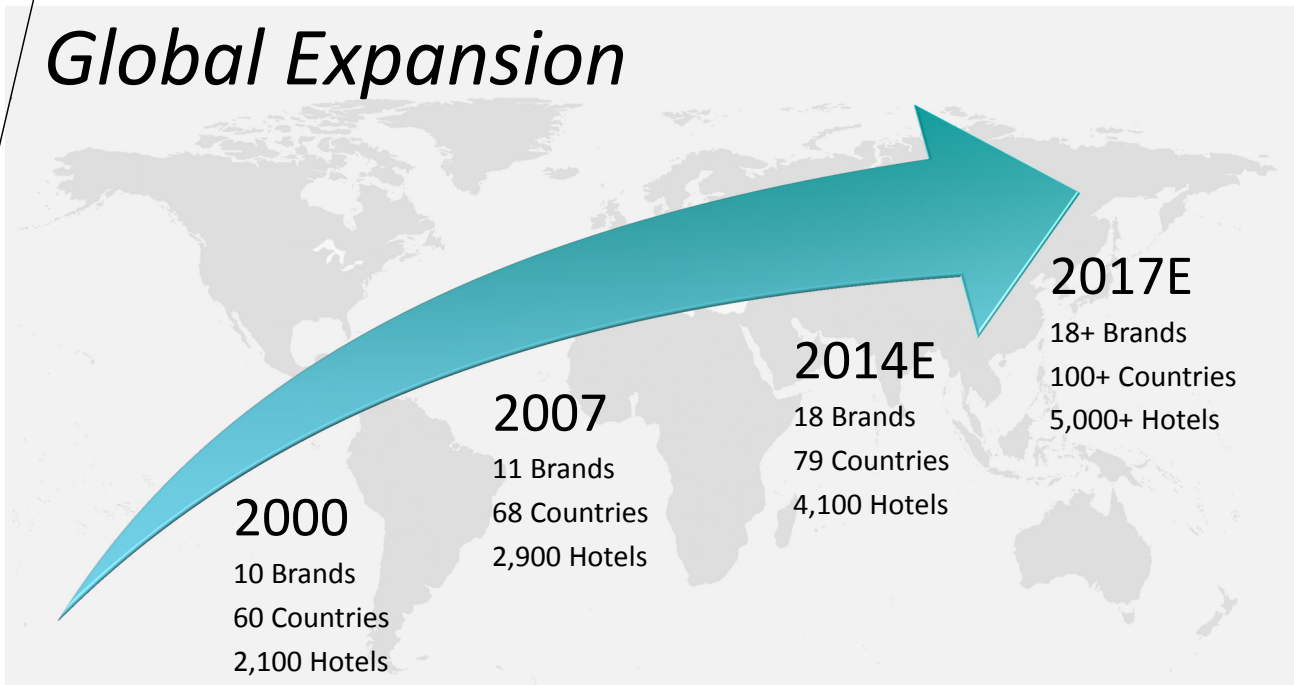 Global Expansion
2000
10 Brands
60 Countries
2,100 Hotels
2007
11 Brands
68 Countries
2,900 Hotels
2014E
18 Brands
79 Countries
4,100 Hotels
2017E
18+ Brands
100+ Countries
5,000+ Hotels